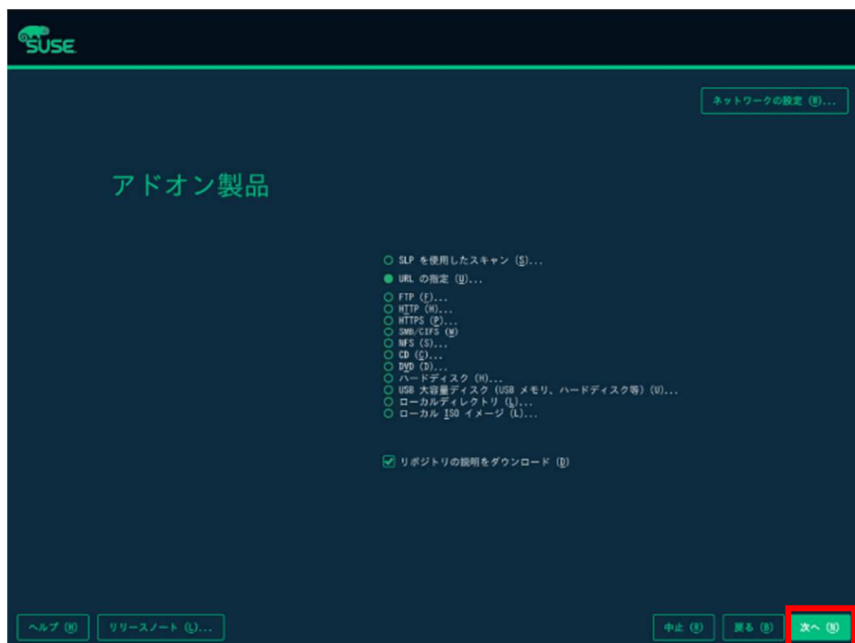 SUSE
ネットワークの設定 (W)...
アドオン製品
SLP を使用したスキャン (S)...
URL の指定 (U)...
FTP (F)...
HTTP (H)...
HTTPS (P)...
SMB/CIFS (W)
NFS (S)...
CD (C)...
DVD (D)...
ハードディスク (H)...
USB 大容量ディスク (USB メモリ、ハードディスク等) (U)...
ローカルディレクトリ (L)...
ローカル ISO イメージ (L)...
リポジトリの説明をダウンロード (D)
ヘルプ (H) リリースノート (L)... 中止 (R) 戻る (B) 次へ (N)